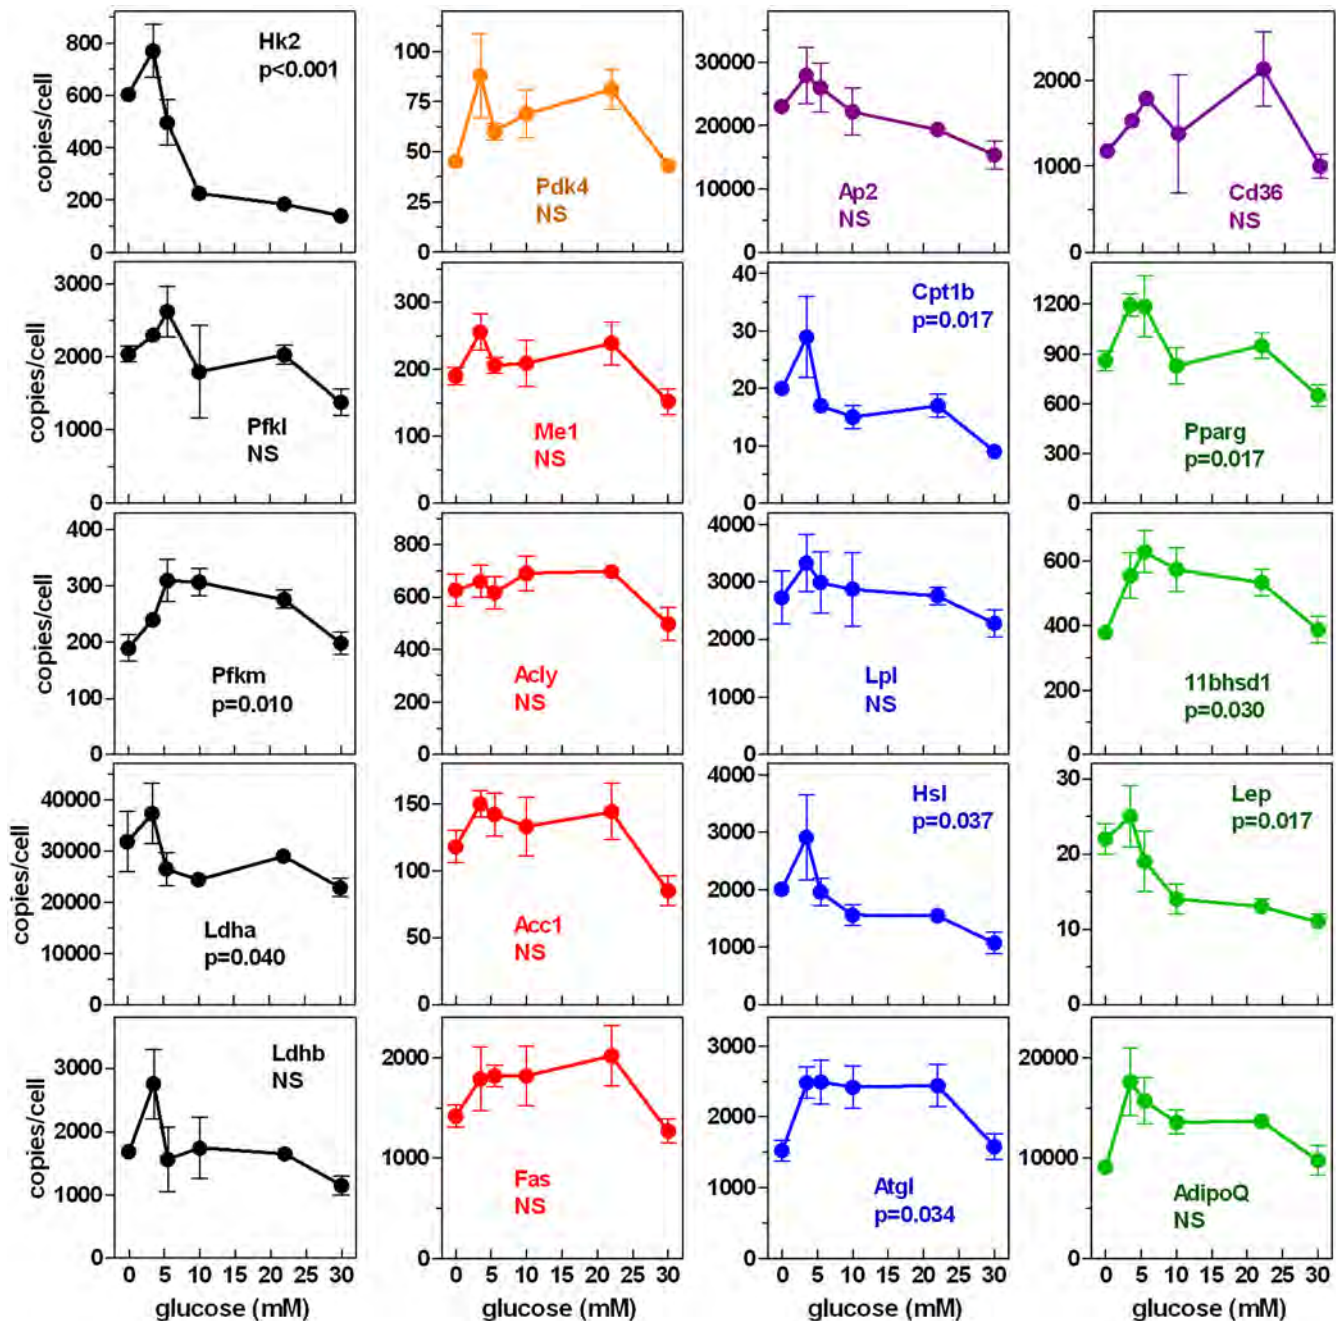 copies/cell
800
600
400
200
0
Hk2
p<0.001
100
75
50
25
0
Pdk4
NS
30000
20000
10000
0
Ap2
NS
2000
1000
0
Cd36
NS
copies/cell
3000
2000
1000
0
Pfkl
NS
300
200
100
0
Me1
NS
40
30
20
10
0
Cpt1b
p=0.017
1200
900
600
300
0
Pparg
p=0.017
copies/cell
400
300
200
100
0
Pfkm
p=0.010
800
600
400
200
0
Acly
NS
4000
3000
2000
1000
0
Lpl
NS
600
400
200
0
11bhsd1
p=0.030
copies/cell
40000
30000
20000
10000
0
Ldha
p=0.040
150
100
50
0
Acc1
NS
4000
3000
2000
1000
0
Hsl
p=0.037
30
20
10
0
Lep
p=0.017
copies/cell
3000
2000
1000
0
Ldhb
NS
2000
1000
0
Fas
NS
3000
2000
1000
0
Atgl
p=0.034
20000
10000
0
AdipoQ
NS
0 5 10 15 20 25 30
0 5 10 15 20 25 30
0 5 10 15 20 25 30
0 5 10 15 20 25 30
glucose (mM)
glucose (mM)
glucose (mM)
glucose (mM)